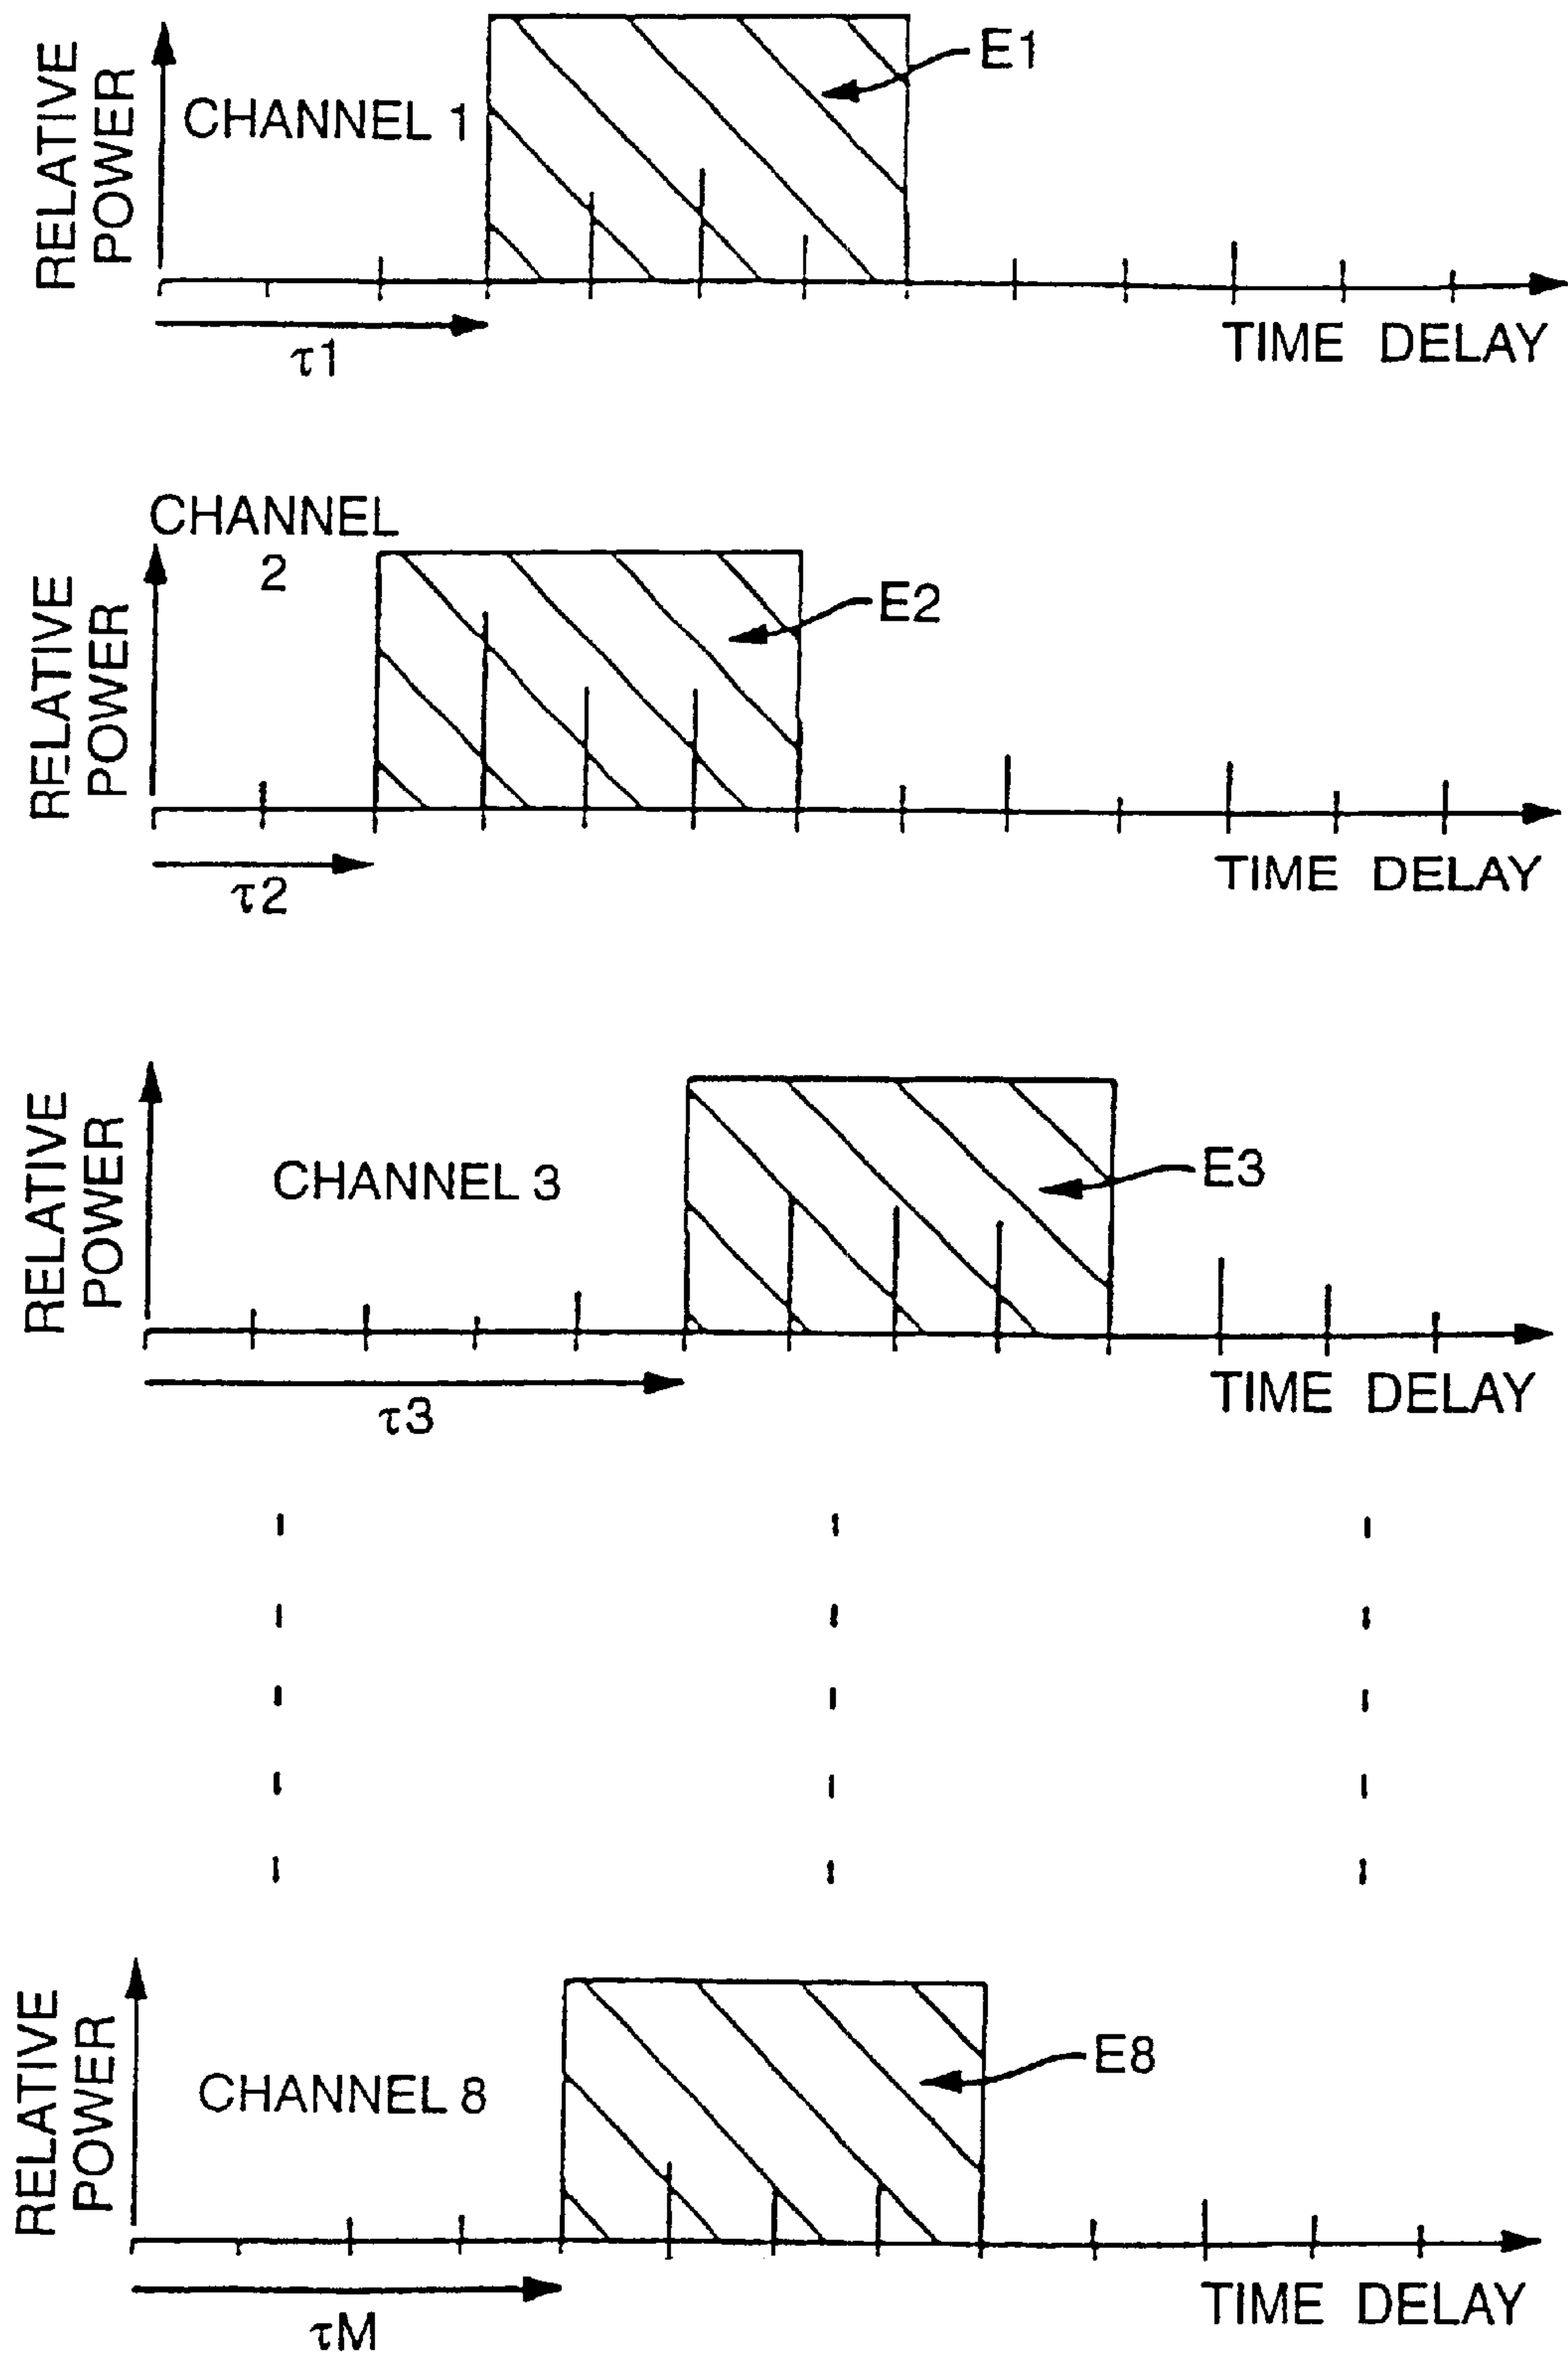 RELATIVE
POWER
CHANNEL 1
E1
τ1
TIME DELAY
CHANNEL
2
RELATIVE
POWER
E2
τ2
TIME DELAY
RELATIVE
POWER
CHANNEL 3
E3
τ3
TIME DELAY
RELATIVE
POWER
CHANNEL 8
E8
τM
TIME DELAY